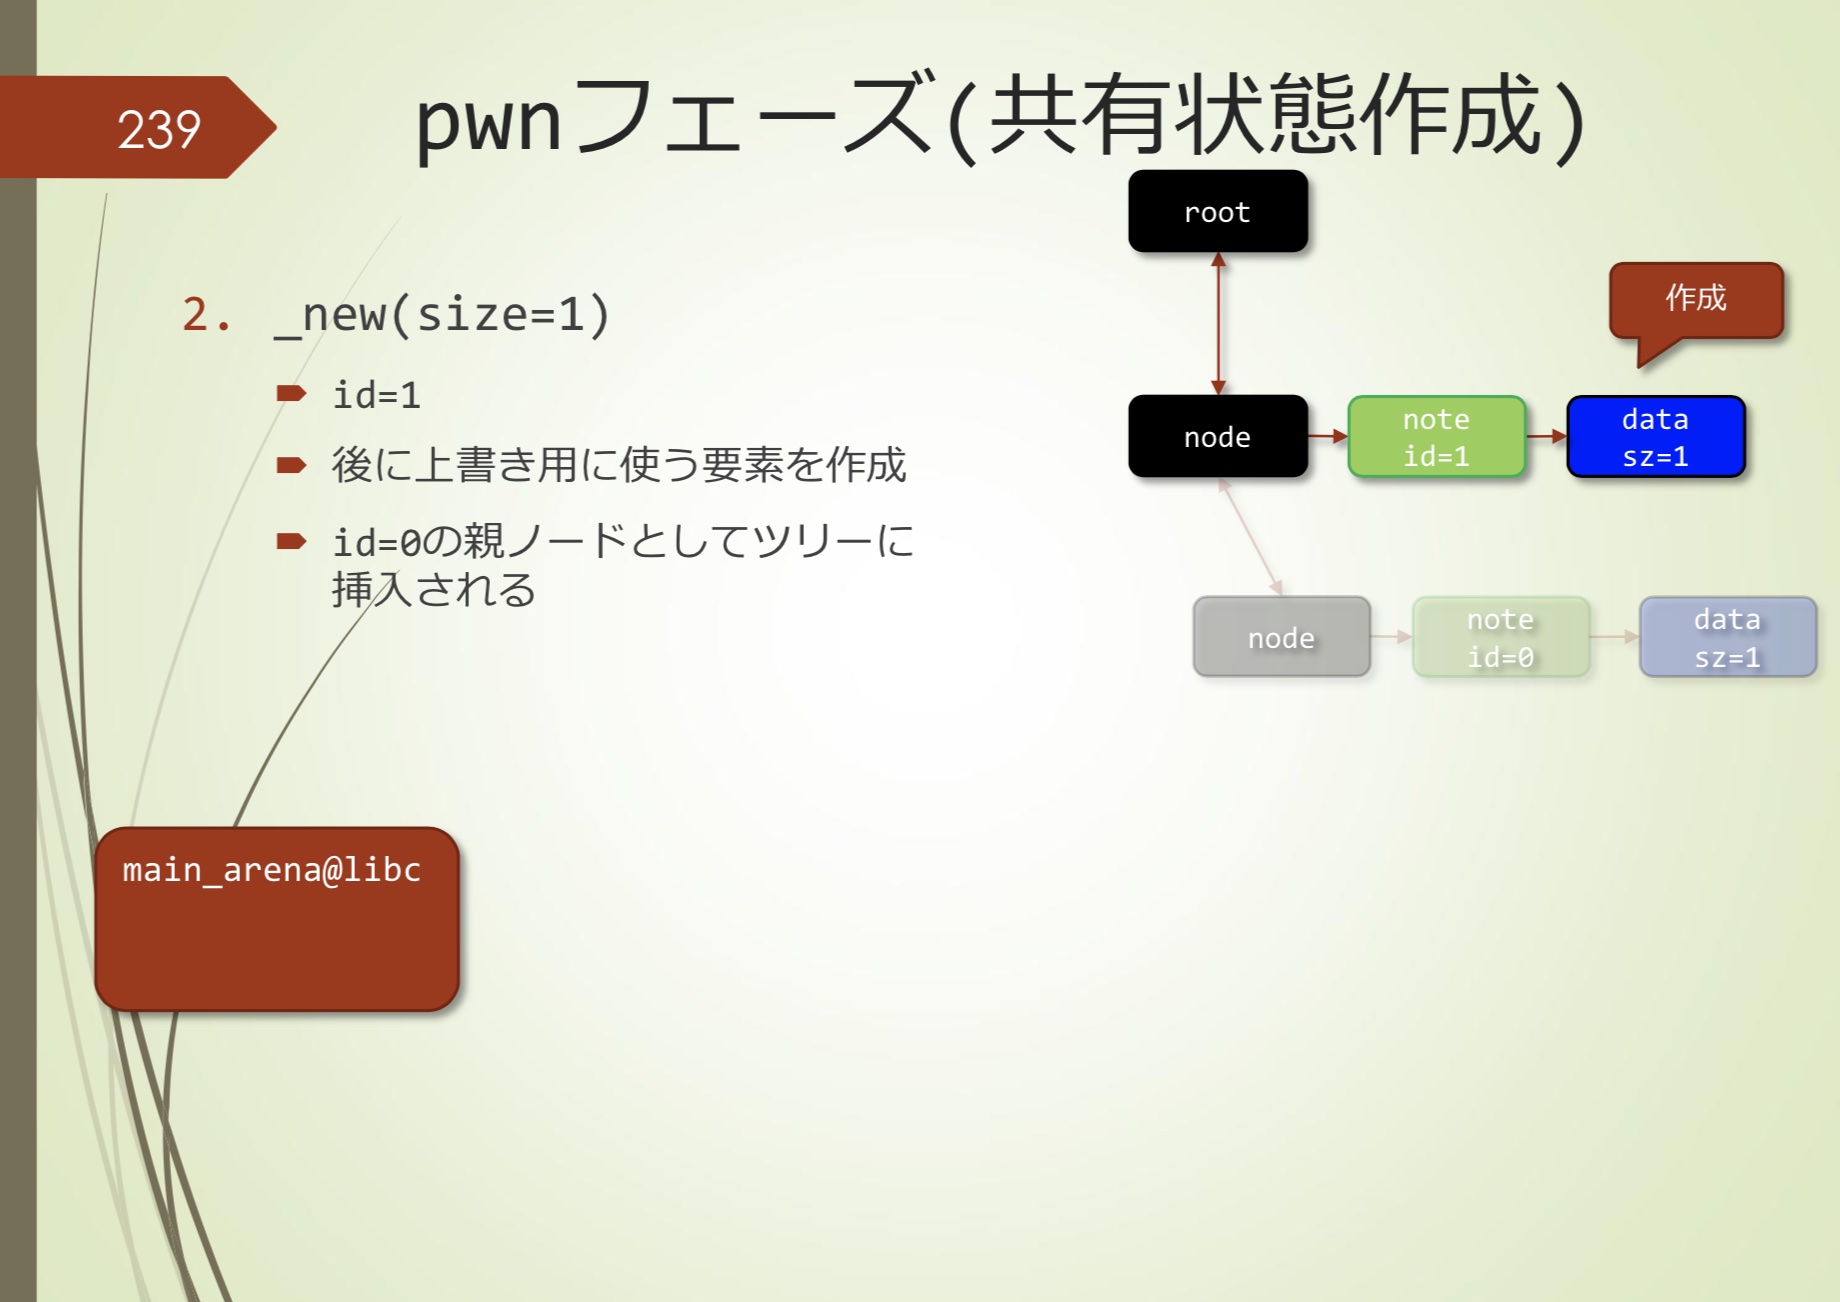 239
pwnフェーズ(共有状態作成)
2. _new(size=1)
id=1
後に上書き用に使う要素を作成
id=0の親ノードとしてツリーに
挿入される
root
作成
node
note
id=1
data
sz=1
node
note
id=0
data
sz=1
main_arena@libc